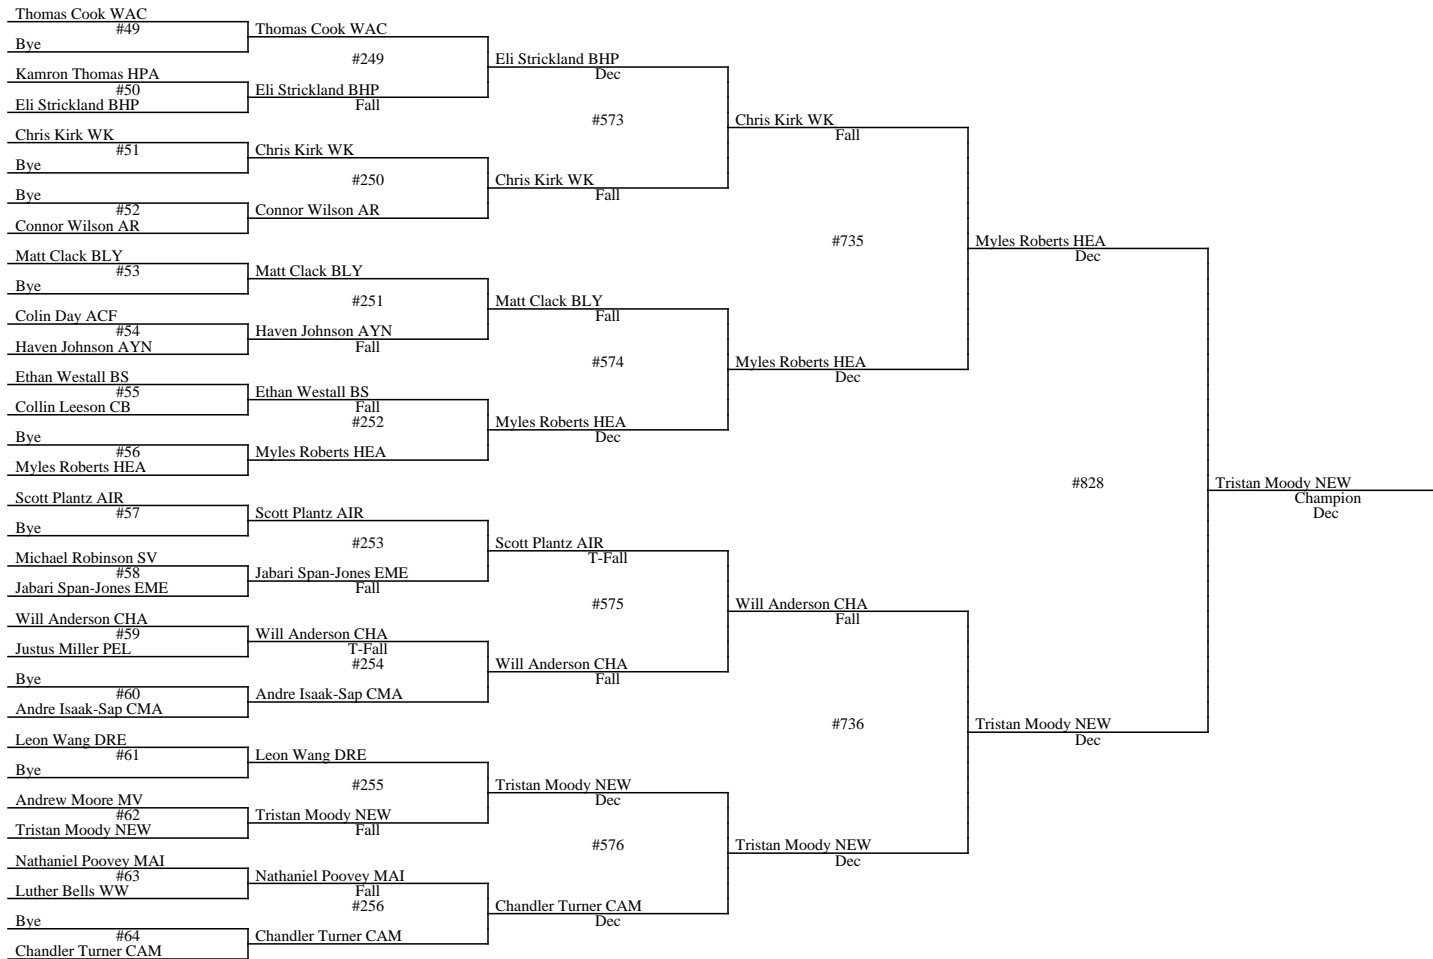 Thomas Cook WAC
#49
Bye
Kamron Thomas HPA
#50
Eli Strickland BHP
Chris Kirk WK
#51
Bye
Bye
#52
Connor Wilson AR
Matt Clack BLY
#53
Bye
Colin Day ACF
#54
Haven Johnson AYN
Ethan Westall BS
#55
Collin Leeson CB
Bye
#56
Myles Roberts HEA
Scott Plantz AIR
#57
Bye
Michael Robinson SV
#58
Jabari Span-Jones EME
Will Anderson CHA
#59
Justus Miller PEL
Bye
#60
Andre Isaak-Sap CMA
Leon Wang DRE
#61
Bye
Andrew Moore MV
#62
Tristan Moody NEW
Nathaniel Poovey MAI
#63
Luther Bells WW
Bye
#64
Chandler Turner CAM
Thomas Cook WAC
#249
Eli Strickland BHP
Fall
Chris Kirk WK
#250
Connor Wilson AR
Matt Clack BLY
#251
Haven Johnson AYN
Fall
Ethan Westall BS
Fall
#252
Myles Roberts HEA
Scott Plantz AIR
#253
Jabari Span-Jones EME
Fall
Will Anderson CHA
T-Fall
#254
Andre Isaak-Sap CMA
Leon Wang DRE
#255
Tristan Moody NEW
Fall
Nathaniel Poovey MAI
Fall
#256
Chandler Turner CAM
Eli Strickland BHP
Dec
#573
Chris Kirk WK
Fall
Matt Clack BLY
Fall
#574
Myles Roberts HEA
Dec
Scott Plantz AIR
T-Fall
#575
Will Anderson CHA
Fall
Tristan Moody NEW
Dec
#576
Chandler Turner CAM
Dec
Chris Kirk WK
Fall
#735
Myles Roberts HEA
Dec
Will Anderson CHA
Fall
#736
Tristan Moody NEW
Dec
Myles Roberts HEA
Dec
#828
Tristan Moody NEW
Dec
Tristan Moody NEW
Champion
Dec